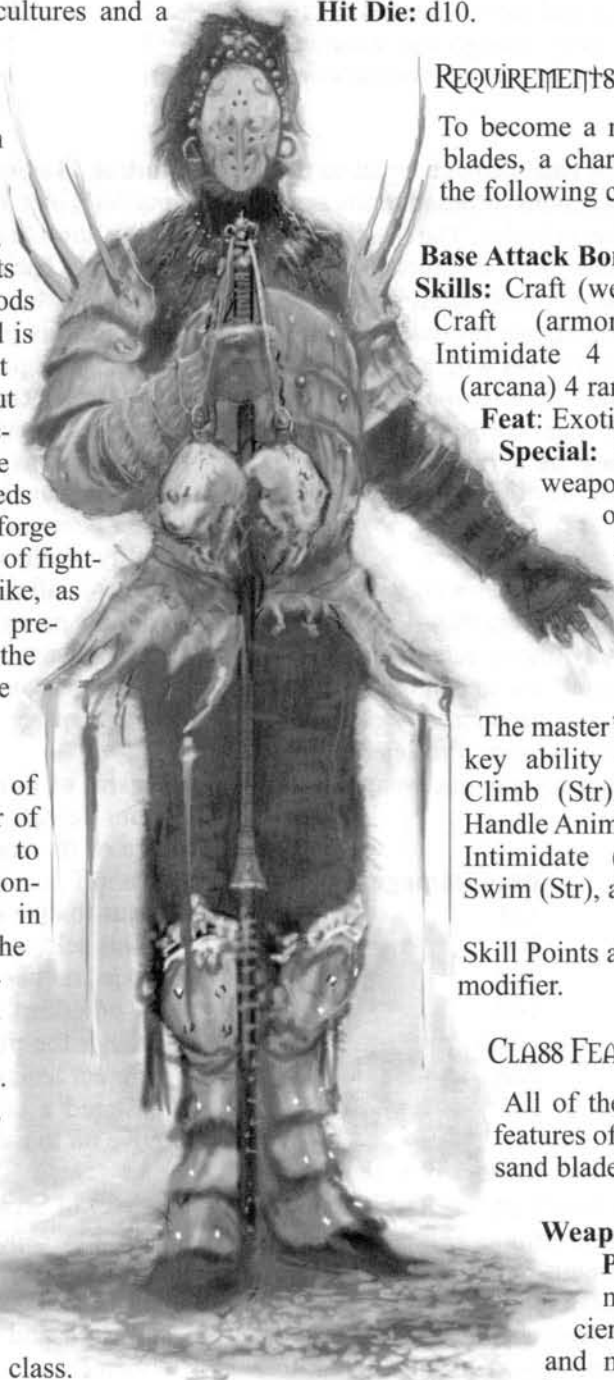 cultures and a
ts
ods
l is
t
ut
-
e
eds
forge
of fight-
ike, as
pre-
the
e
of
r of
to
on-
in
he
class.
Hit Die: d10.
Requirements
To become a m
blades, a char
the following c
Base Attack Bon
Skills: Craft (we
Craft (armor
Intimidate 4
(arcana) 4 ran
Feat: Exoti
Special:
weapo
o
The master'
key ability
Climb (Str)
Handle Anim
Intimidate (
Swim (Str), a
Skill Points a
modifier.
Class Fea
All of the
features of
sand blade
Weap
P
n
cien
and m